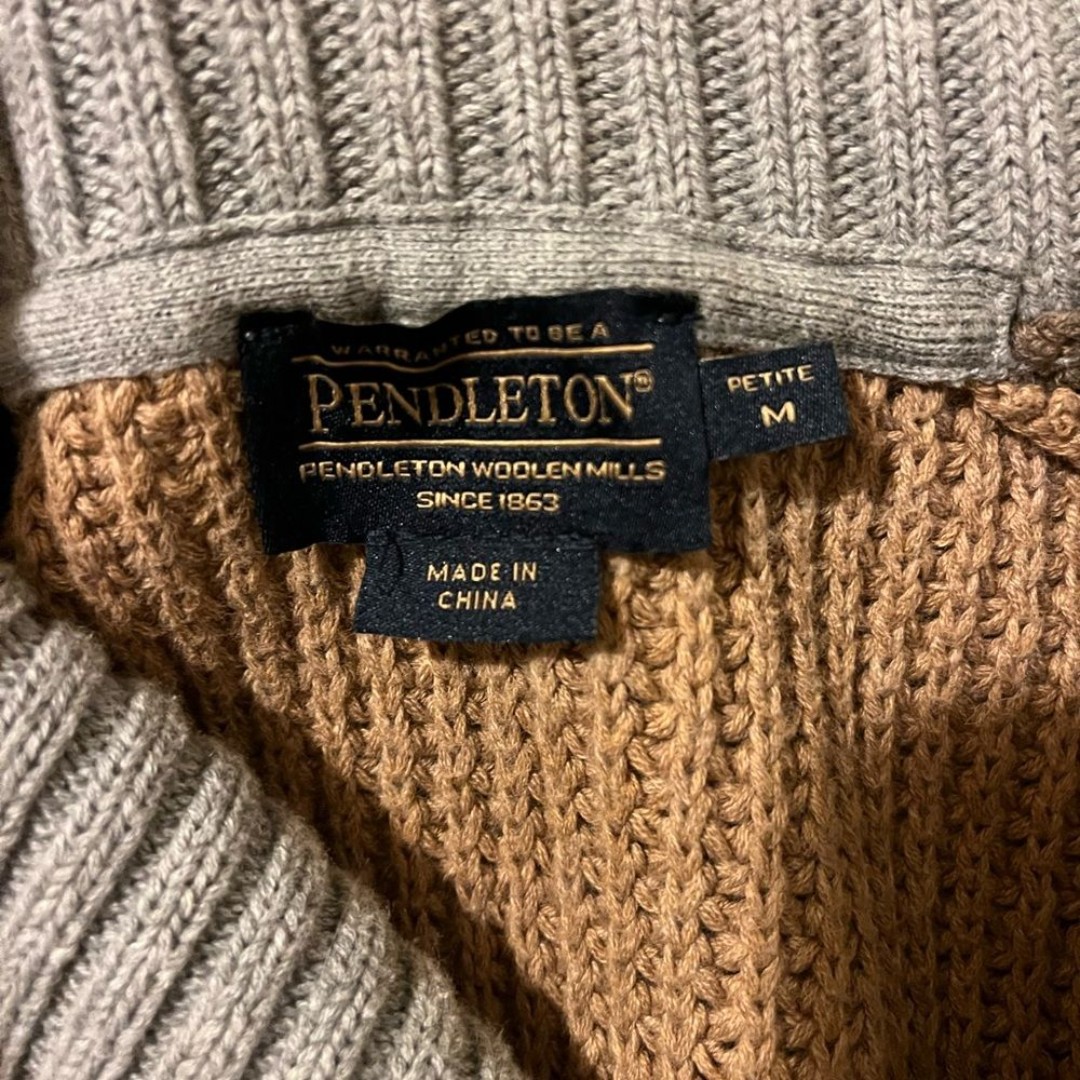 WARRANTED TO BE A
PENDLETON®
PENDLETON WOOLEN MILLS
SINCE 1863
PETITE
M
MADE IN
CHINA